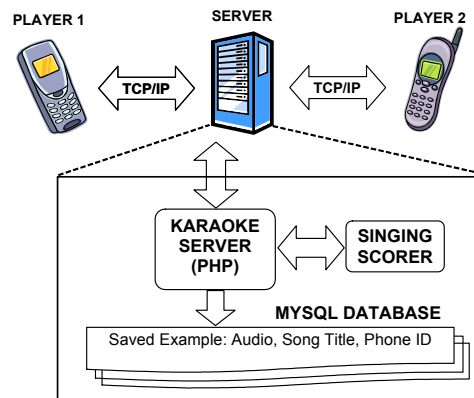 PLAYER 1
SERVER
PLAYER 2
TCP/IP
TCP/IP
KARAOKE
SERVER
(PHP)
SINGING
SCORER
MYSQL DATABASE
Saved Example: Audio, Song Title, Phone ID